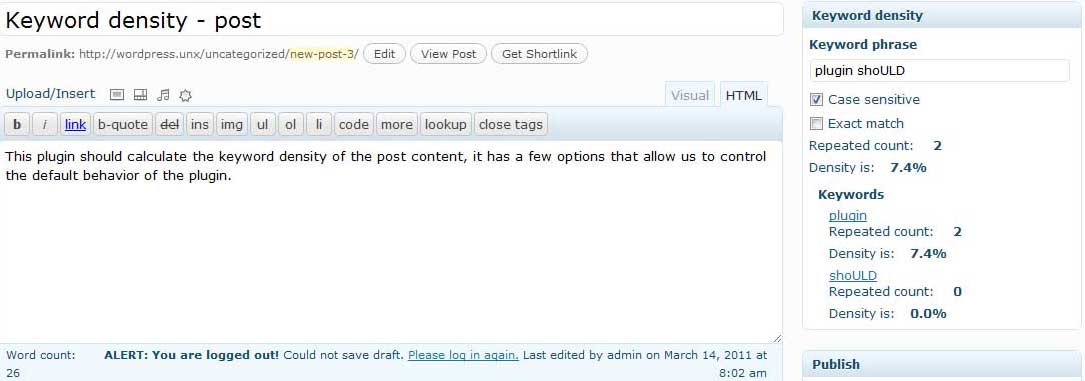 Keyword density - post
Permalink: http://wordpress.unx/uncategorized/new-post-3/ Edit View Post Get Shortlink
Upload/Insert
Visual HTML
b i link b-quote del ins img ul ol li code more lookup close tags
This plugin should calculate the keyword density of the post content, it has a few options that allow us to control
the default behavior of the plugin.
Word count: 26
ALERT: You are logged out! Could not save draft. Please log in again. Last edited by admin on March 14, 2011 at
8:02 am
Keyword density
Keyword phrase
plugin shoULD
Case sensitive
Exact match
Repeated count: 2
Density is: 7.4%
Keywords
plugin
Repeated count: 2
Density is: 7.4%
shoULD
Repeated count: 0
Density is: 0.0%
Publish